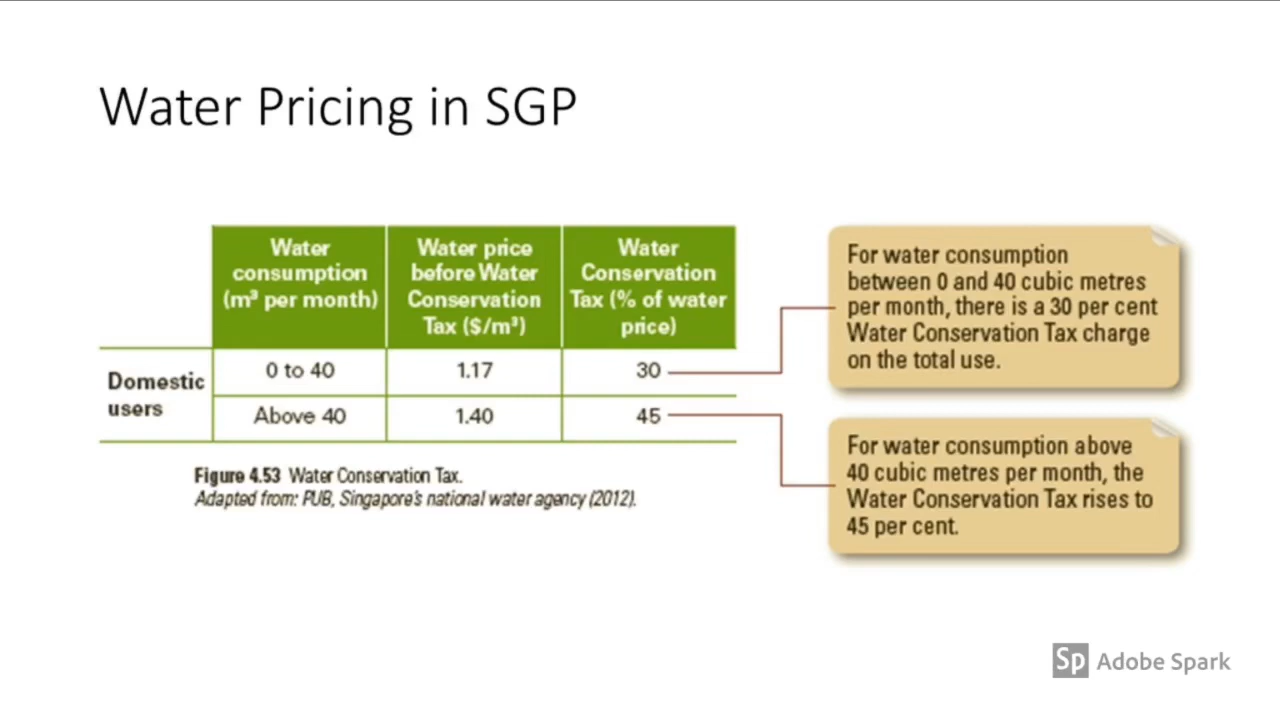 Water Pricing in SGP
Water consumption (m³ per month)
Water price before Water Conservation Tax ($/m³)
Water Conservation Tax (% of water price)
Domestic users
0 to 40
1.17
30
Above 40
1.40
45
For water consumption
between 0 and 40 cubic metres
per month, there is a 30 per cent
Water Conservation Tax charge
on the total use.
For water consumption above
40 cubic metres per month, the
Water Conservation Tax rises to
45 per cent.
Figure 4.53 Water Conservation Tax.
Adapted from: PUB, Singapore's national water agency (2012).
Sp Adobe Spark